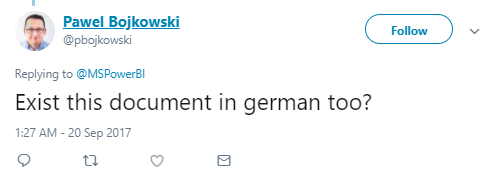 Pawel Bojkowski
@pbojkowski
Follow
Replying to @MSPowerBI
Exist this document in german too?
1:27 AM - 20 Sep 2017